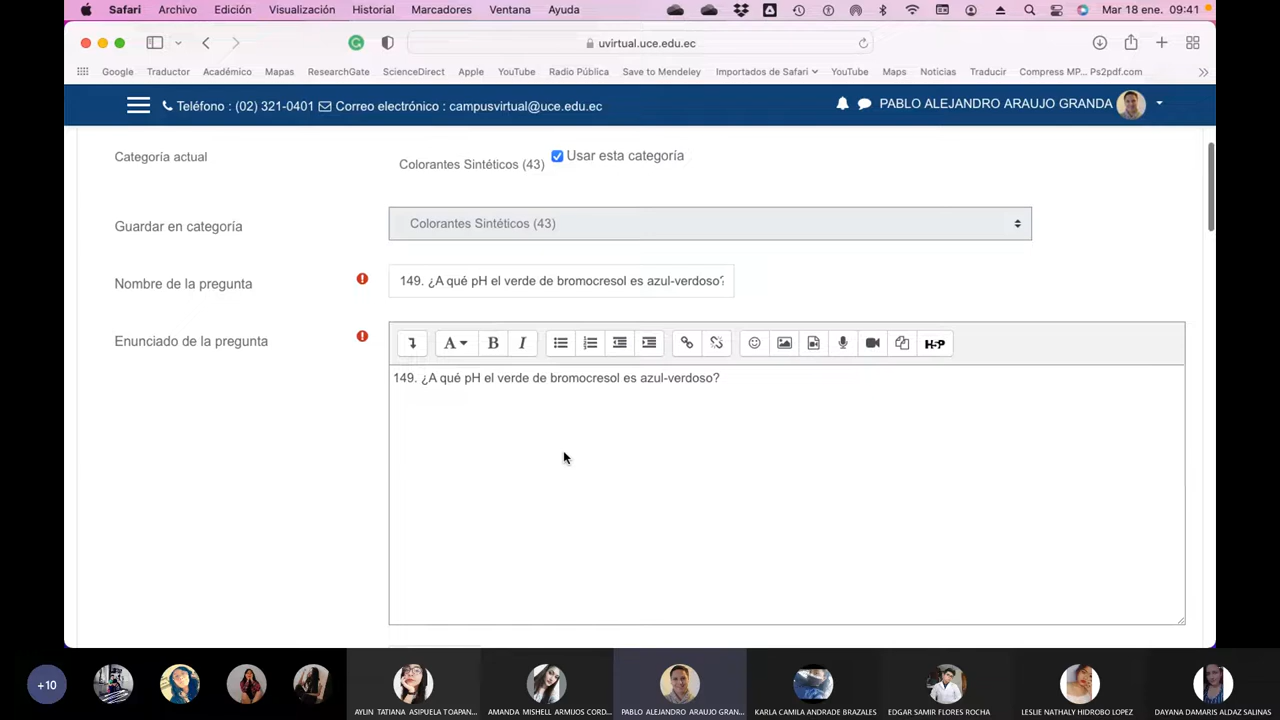 Safari Archivo Edición Visualización Historial Marcadores Ventana Ayuda Mar 18 ene. 09:41
uvirtual.uce.edu.ec
Google Traductor Académico Mapas ResearchGate ScienceDirect Apple YouTube Radio Pública Save to Mendeley Importados de Safari YouTube Maps Noticias Traducir Compress MP... Ps2pdf.com
Teléfono : (02) 321-0401 Correo electrónico : campusvirtual@uce.edu.ec PABLO ALEJANDRO ARAUJO GRANDA
Categoría actual Colorantes Sintéticos (43) Usar esta categoría
Guardar en categoría Colorantes Sintéticos (43)
Nombre de la pregunta 149. ¿A qué pH el verde de bromocresol es azul-verdoso?
Enunciado de la pregunta A B I H-P
149. ¿A qué pH el verde de bromocresol es azul-verdoso?
+10 AYLIN TATIANA ASIPUELA TOAPAN... AMANDA MISHELL ARMIJOS CORD... PABLO ALEJANDRO ARAUJO GRAN... KARLA CAMILA ANDRADE BRAZALES EDGAR SAMIR FLORES ROCHA LESLIE NATHALY HIDROBO LOPEZ DAYANA DAMARIS ALDAZ SALINAS